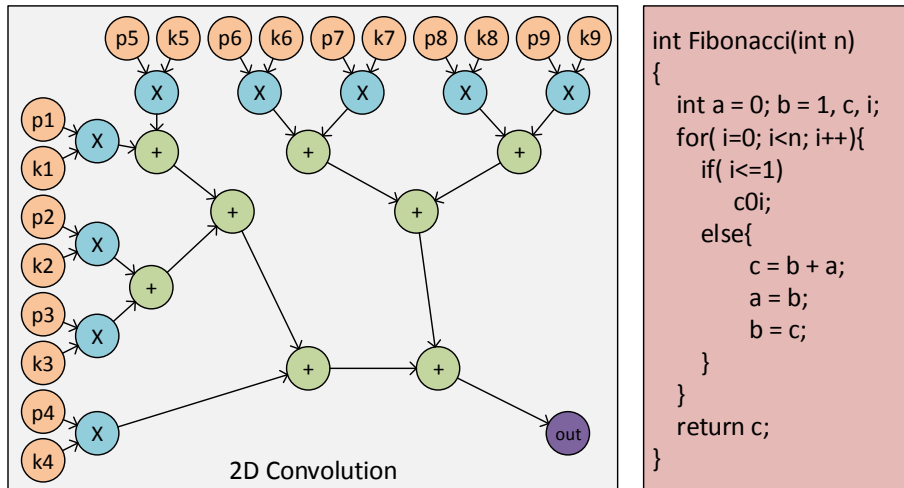 p5 k5 p6 k6 p7 k7 p8 k8 p9 k9
X X X X X
p1
X
k1
+ + +
p2
X
k2
+ +
+
p3
X
k3
+ +
p4
X
k4
out
2D Convolution
int Fibonacci(int n)
{
int a = 0; b = 1, c, i;
for( i=0; i<n; i++){
if( i<=1)
c0i;
else{
c = b + a;
a = b;
b = c;
}
}
return c;
}